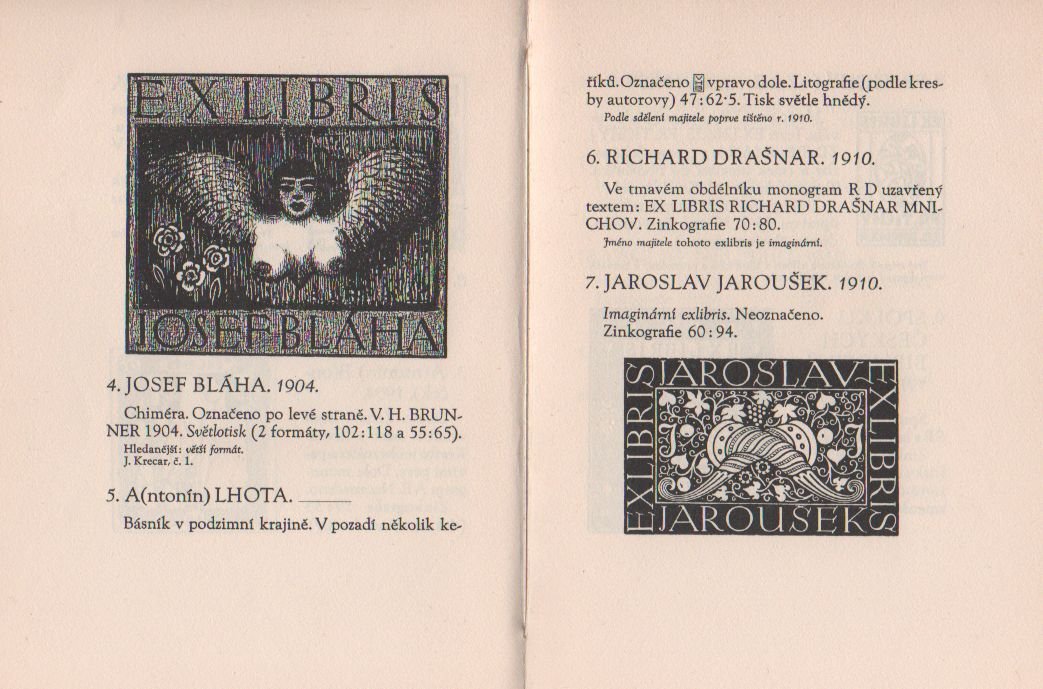 EX LIBRIS
JOSEF BLÁHA
4. JOSEF BLÁHA. 1904.
Chiméra. Označeno po levé straně. V. H. BRUN-
NER 1904. Světlotisk (2 formáty, 102:118 a 55:65).
Hledanější: větší formát.
J. Krecar, č. 1.
5. A(ntonín) LHOTA. ______
Básník v podzimní krajině. V pozadí několik ke-
říků. Označeno vpravo dole. Litografie (podle kres-
by autorovy) 47:62·5. Tisk světle hnědý.
Podle sdělení majitele poprve tištěno r. 1910.
6. RICHARD DRAŠNAR. 1910.
Ve tmavém obdélníku monogram R D uzavřený
textem: EX LIBRIS RICHARD DRAŠNAR MNI-
CHOV. Zinkografie 70:80.
Jméno majitele tohoto exlibris je imaginární.
7. JAROSLAV JAROUŠEK. 1910.
Imaginární exlibris. Neoznačeno.
Zinkografie 60:94.
EXLIBRIS
JAROSLAV
EXLIBRIS
JAROUŠEK